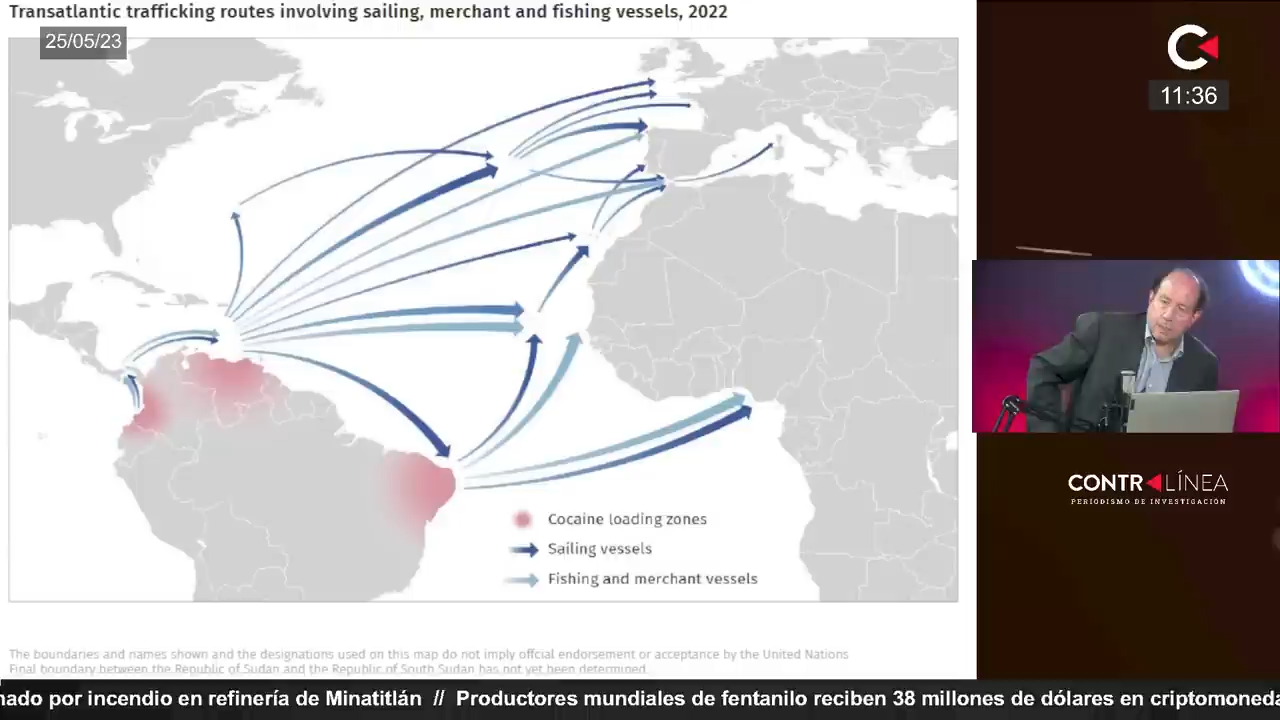 Transatlantic trafficking routes involving sailing, merchant and fishing vessels, 2022
25/05/23
11:36
Cocaine loading zones
Sailing vessels
Fishing and merchant vessels
CONTR LÍNEA
PERIODISMO DE INVESTIGACIÓN
The boundaries and names shown and the designations used on this map do not imply offcial endorsement or acceptance by the United Nations
Final boundary between the Republic of Sudan and the Republic of South Sudan has not yet been determined.
nado por incendio en refinería de Minatitlán // Productores mundiales de fentanilo reciben 38 millones de dólares en criptomoneda